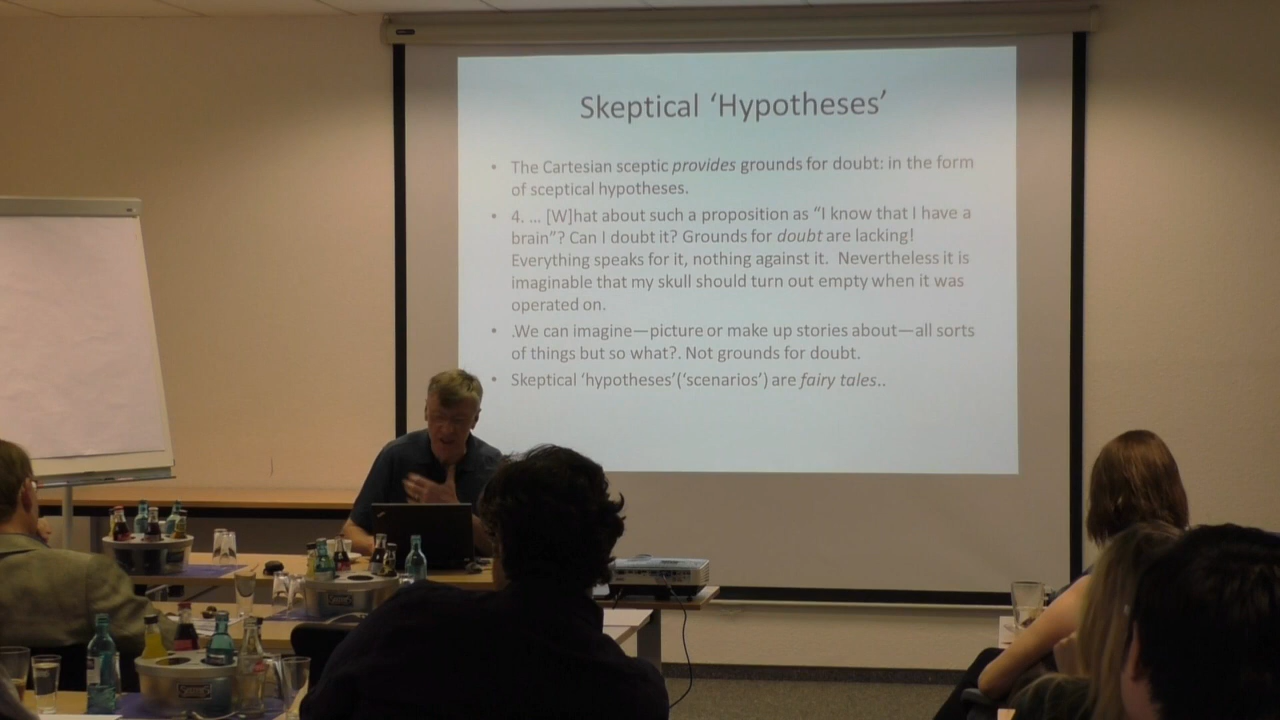 Skeptical ‘Hypotheses’
• The Cartesian sceptic provides grounds for doubt: in the form
of sceptical hypotheses.
• 4. … [W]hat about such a proposition as “I know that I have a
brain”? Can I doubt it? Grounds for doubt are lacking!
Everything speaks for it, nothing against it. Nevertheless it is
imaginable that my skull should turn out empty when it was
operated on.
• .We can imagine—picture or make up stories about—all sorts
of things but so what?. Not grounds for doubt.
• Skeptical ‘hypotheses’(‘scenarios’) are fairy tales..